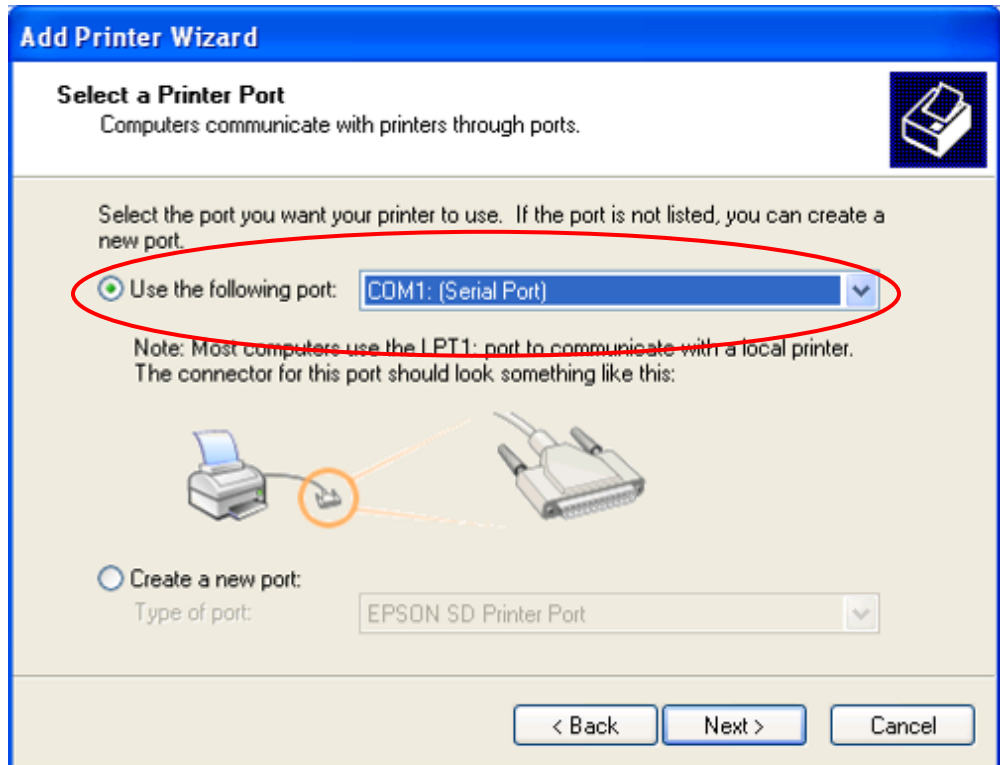 Add Printer Wizard
Select a Printer Port
Computers communicate with printers through ports.
Select the port you want your printer to use. If the port is not listed, you can create a
new port.
Use the following port: COM1: (Serial Port)
Note: Most computers use the LPT1: port to communicate with a local printer.
The connector for this port should look something like this:
Create a new port:
Type of port: EPSON SD Printer Port
< Back Next > Cancel